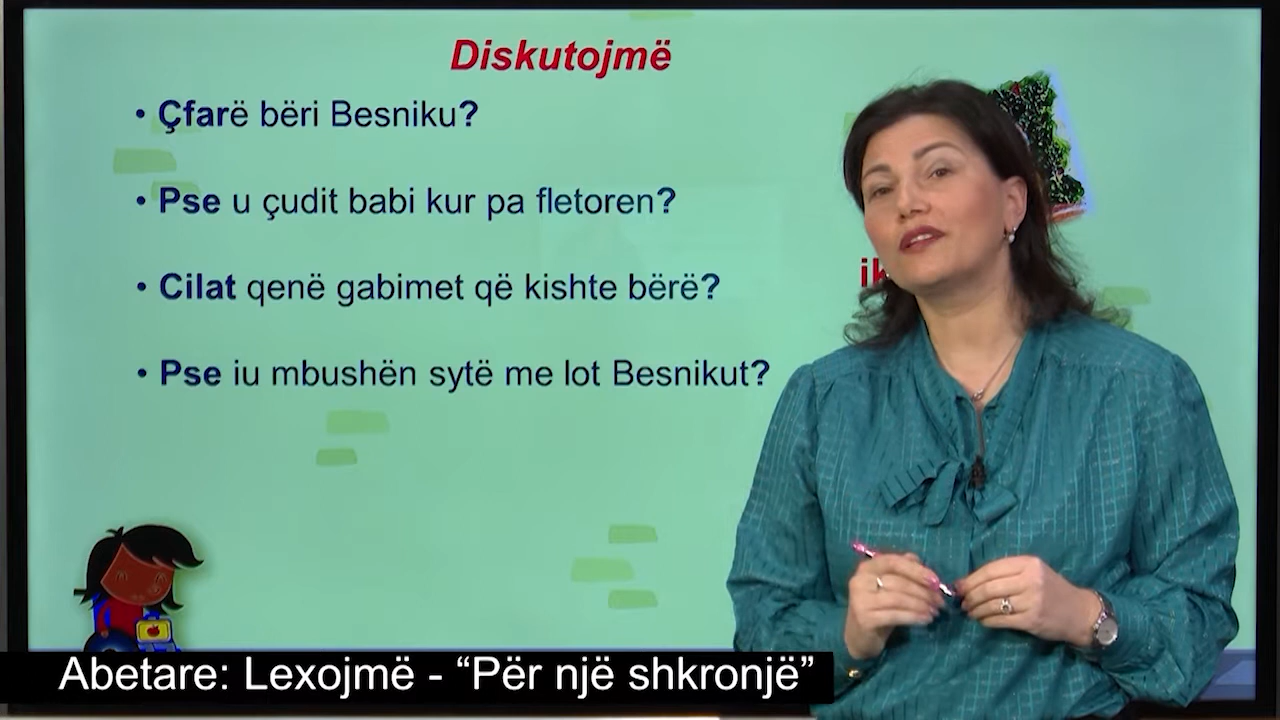 Diskutojmë
• Çfarë bëri Besniku?
• Pse u çudit babi kur pa fletoren?
• Cilat qenë gabimet që kishte bërë?
• Pse iu mbushën sytë me lot Besnikut?
Abetare: Lexojmë - “Për një shkronjë”